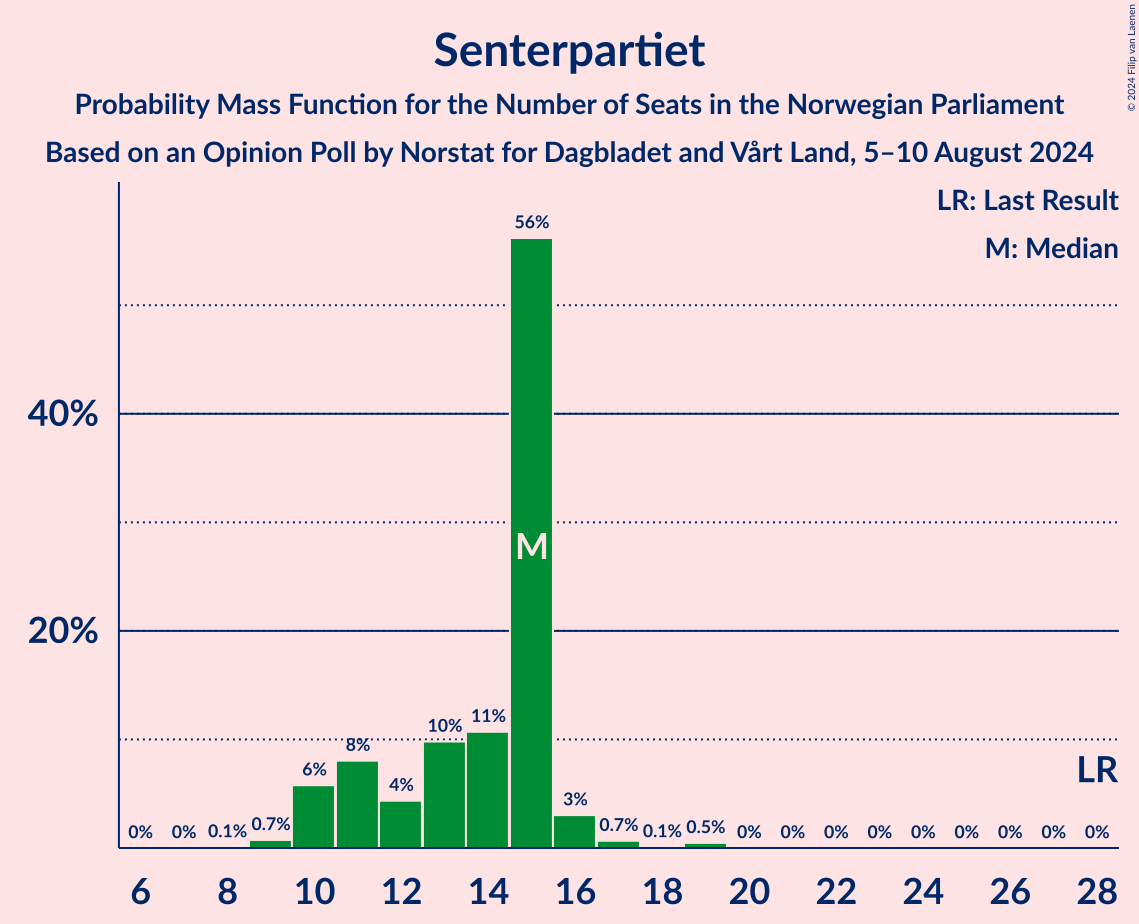 Senterpartiet
Probability Mass Function for the Number of Seats in the Norwegian Parliament
Based on an Opinion Poll by Norstat for Dagbladet and Vårt Land, 5–10 August 2024
© 2024 Filip van Laenen
LR: Last Result
M: Median
40%
20%
0%
0%
0.1%
0.7%
6%
8%
4%
10%
11%
56%
M
3%
0.7%
0.1%
0.5%
0%
0%
0%
0%
0%
0%
0%
0%
0%
LR
6 8 10 12 14 16 18 20 22 24 26 28